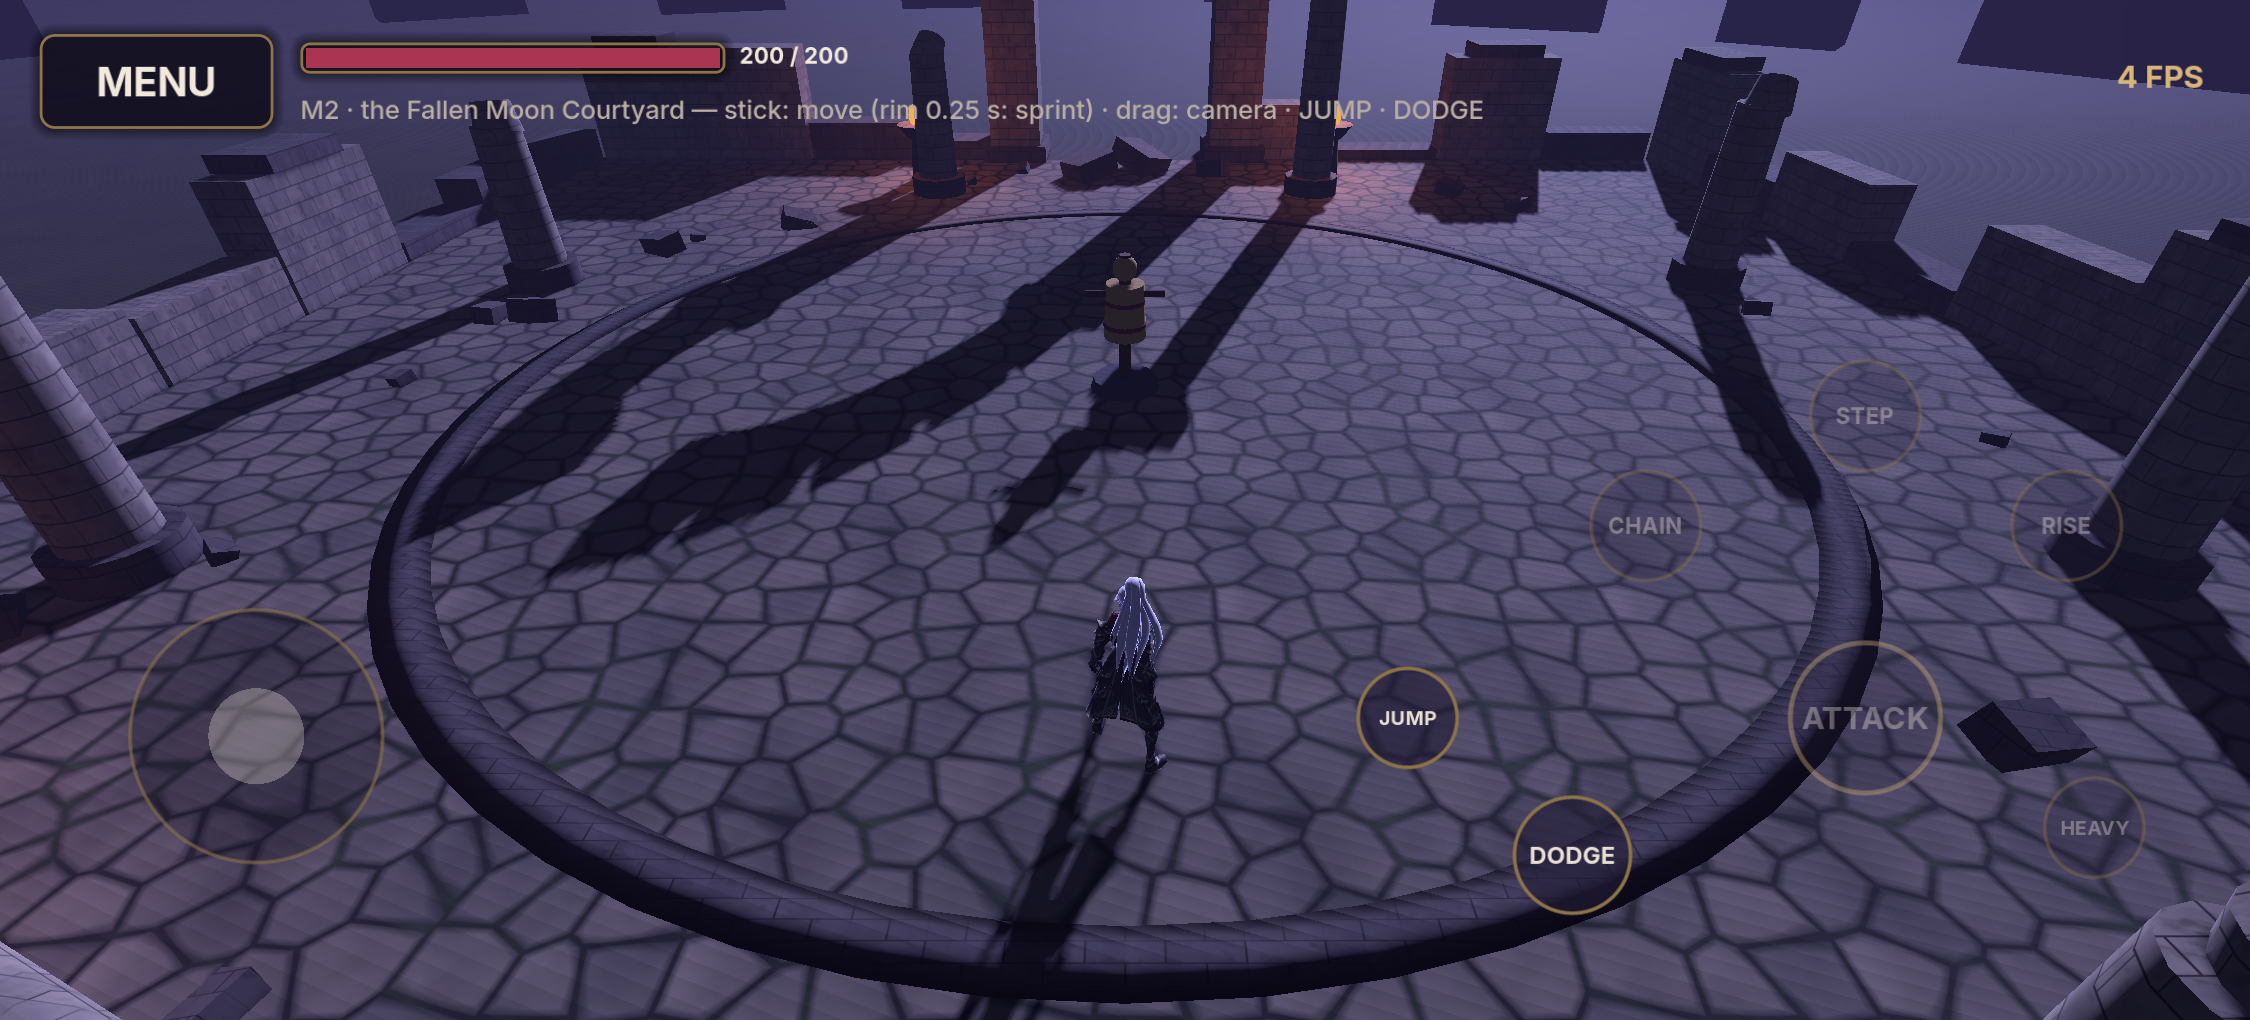 MENU
200 / 200
4 FPS
M2 · the Fallen Moon Courtyard — stick: move (rim 0.25 s: sprint) · drag: camera · JUMP · DODGE
STEP
CHAIN
RISE
JUMP
ATTACK
HEAVY
DODGE